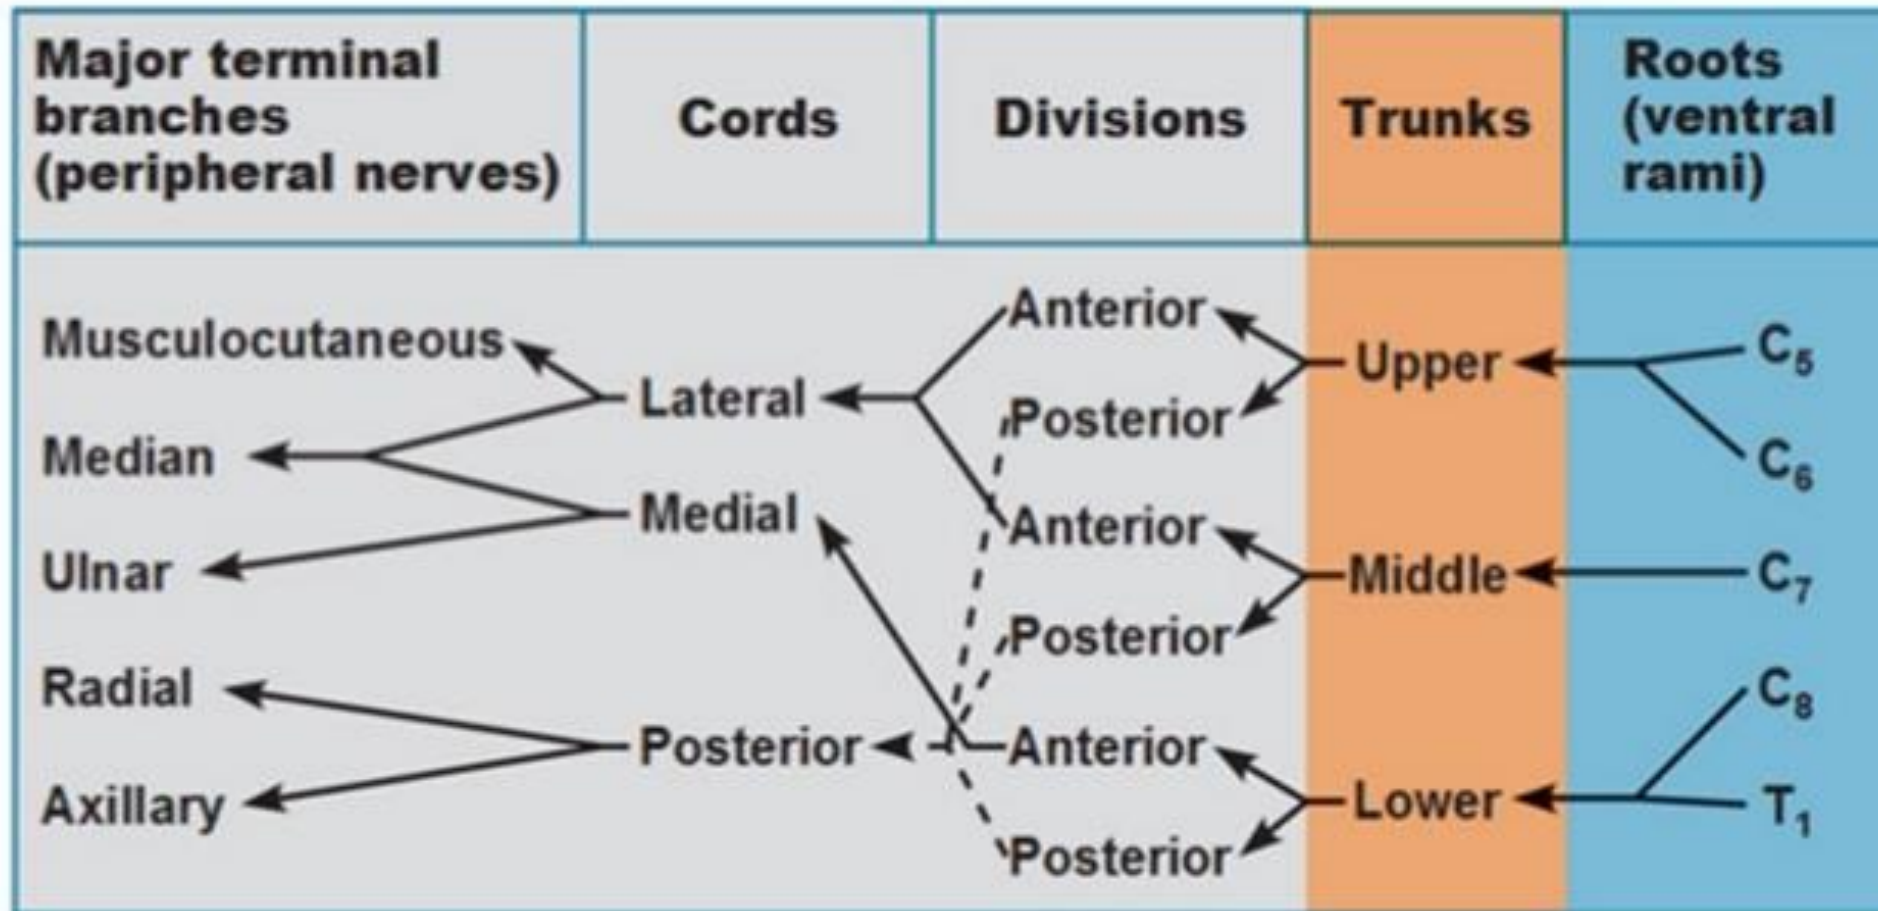 Major terminal
branches
(peripheral nerves)
Cords
Divisions
Trunks
Roots
(ventral
rami)
Musculocutaneous
Median
Ulnar
Radial
Axillary
Lateral
Medial
Posterior
Anterior
Posterior
Anterior
Posterior
Anterior
Posterior
Upper
Middle
Lower
C₅
C₆
C₇
C₈
T₁